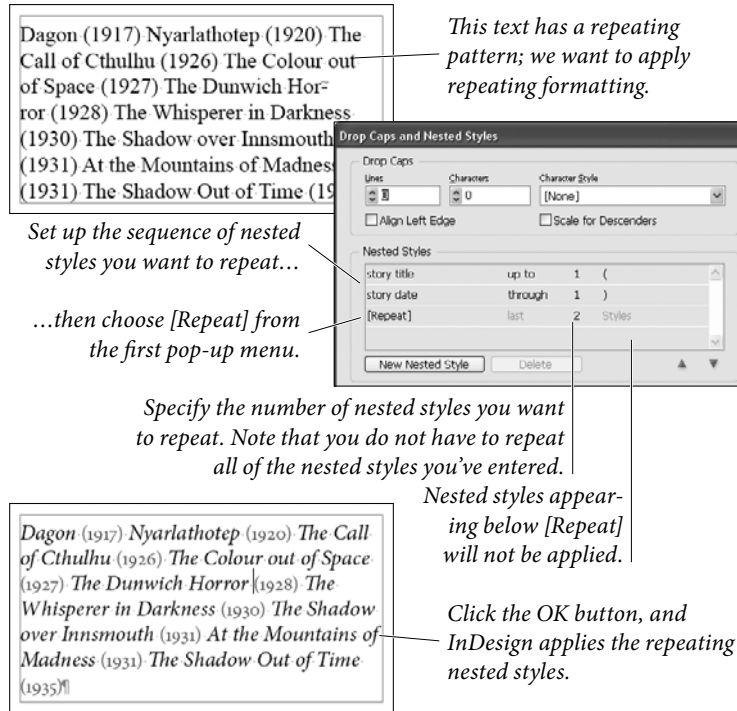 Dagon (1917) Nyarlathotep (1920) The
Call of Cthulhu (1926) The Colour out
of Space (1927) The Dunwich Hor-
ror (1928) The Whisperer in Darkness
(1930) The Shadow over Innsmouth
(1931) At the Mountains of Madness
(1931) The Shadow Out of Time (19
This text has a repeating
pattern; we want to apply
repeating formatting.
Drop Caps and Nested Styles
Drop Caps
Lines Characters Character Style
0 [None]
Align Left Edge Scale for Descenders
Nested Styles
story title up to 1 (
story date through 1 )
[Repeat] last 2 Styles
New Nested Style Delete
Set up the sequence of nested
styles you want to repeat…
…then choose [Repeat] from
the first pop-up menu.
Specify the number of nested styles you want
to repeat. Note that you do not have to repeat
all of the nested styles you've entered.
Nested styles appear-
ing below [Repeat]
will not be applied.
Dagon (1917) Nyarlathotep (1920) The Call
of Cthulhu (1926) The Colour out of Space
(1927) The Dunwich Horror (1928) The
Whisperer in Darkness (1930) The Shadow
over Innsmouth (1931) At the Mountains of
Madness (1931) The Shadow Out of Time
(1935)¶
Click the OK button, and
InDesign applies the repeating
nested styles.